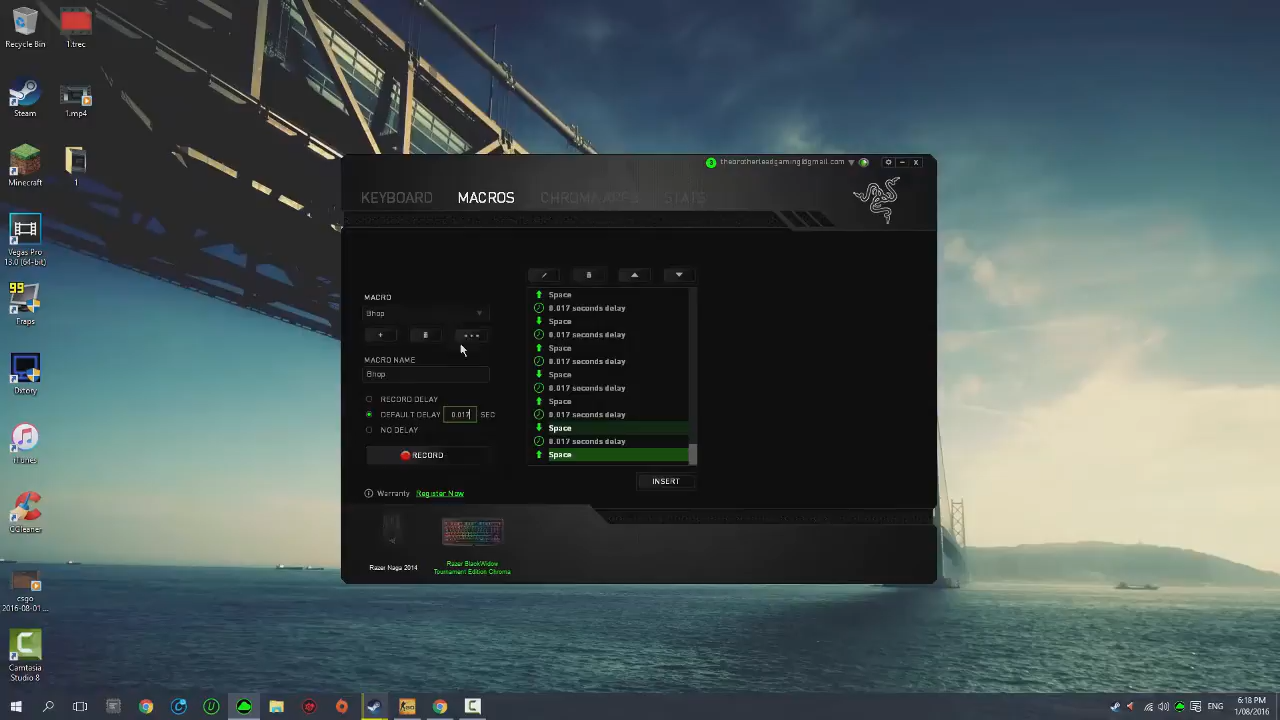 Recycle Bin
1.trec
Steam
1.mp4
Minecraft
1
Vegas Pro
13.0 (64-bit)
99
Fraps
Dxtory
iTunes
CCleaner
csgo
2016-08-01...
Camtasia
Studio 8
thebrotherleadgaming@gmail.com
KEYBOARD
MACROS
CHROMA APPS
STATS
MACRO
Bhop
MACRO NAME
Bhop
RECORD DELAY
DEFAULT DELAY 0.017 SEC
NO DELAY
RECORD
Warranty Register Now
Space
0.017 seconds delay
Space
0.017 seconds delay
Space
0.017 seconds delay
Space
0.017 seconds delay
Space
0.017 seconds delay
Space
0.017 seconds delay
Space
INSERT
Razer Naga 2014
Razer BlackWidow
Tournament Edition Chroma
ENG
6:18 PM
1/08/2016